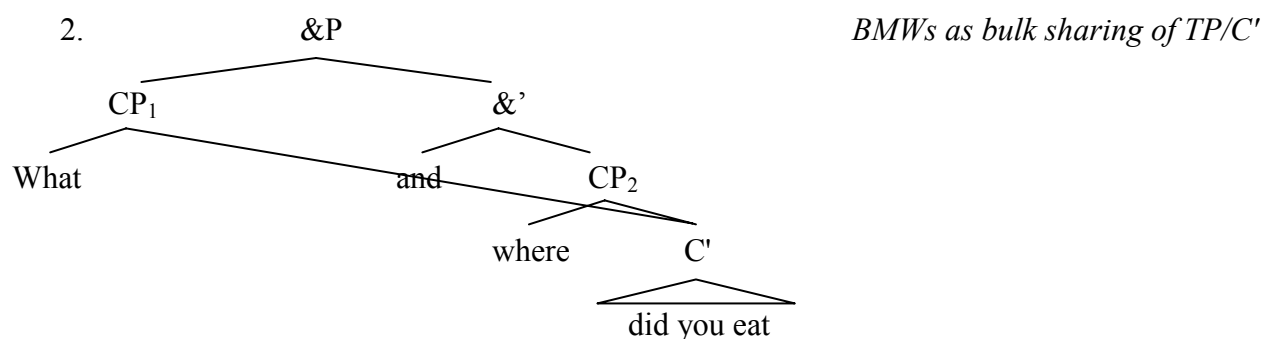 2. &P BMWs as bulk sharing of TP/C'
CP₁ &’
What and CP₂
where C'
did you eat